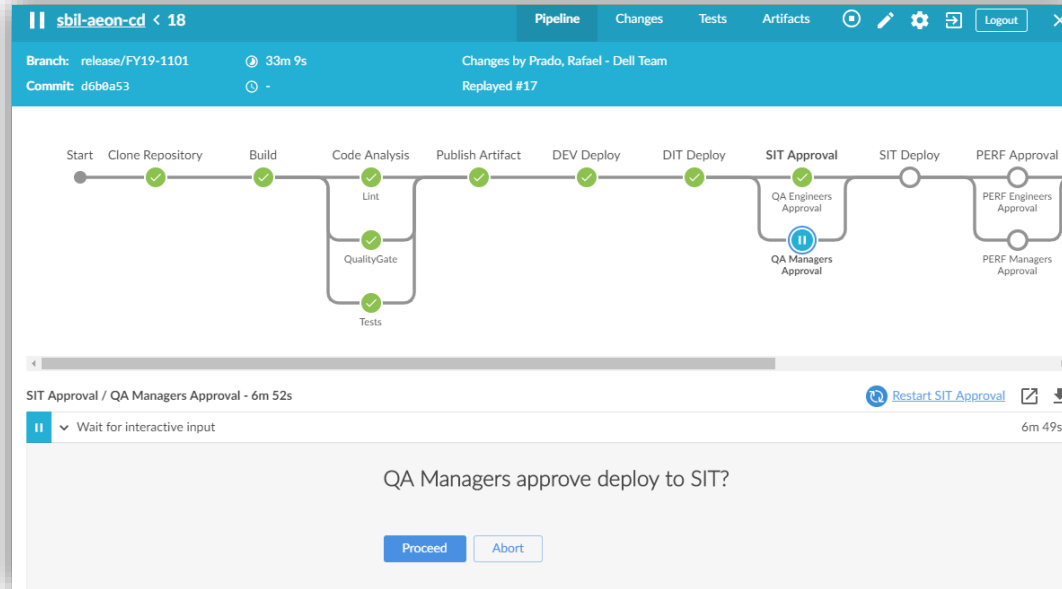 sbil-aeon-cd < 18
Pipeline
Changes
Tests
Artifacts
Logout
Branch: release/FY19-1101
33m 9s
Changes by Prado, Rafael - Dell Team
Commit: d6b0a53
-
Replayed #17
Start
Clone Repository
Build
Code Analysis
Publish Artifact
DEV Deploy
DIT Deploy
SIT Approval
SIT Deploy
PERF Approval
Lint
QA Engineers
Approval
PERF Engineers
Approval
QualityGate
QA Managers
Approval
PERF Managers
Approval
Tests
SIT Approval / QA Managers Approval - 6m 52s
Restart SIT Approval
Wait for interactive input
6m 49s
QA Managers approve deploy to SIT?
Proceed
Abort